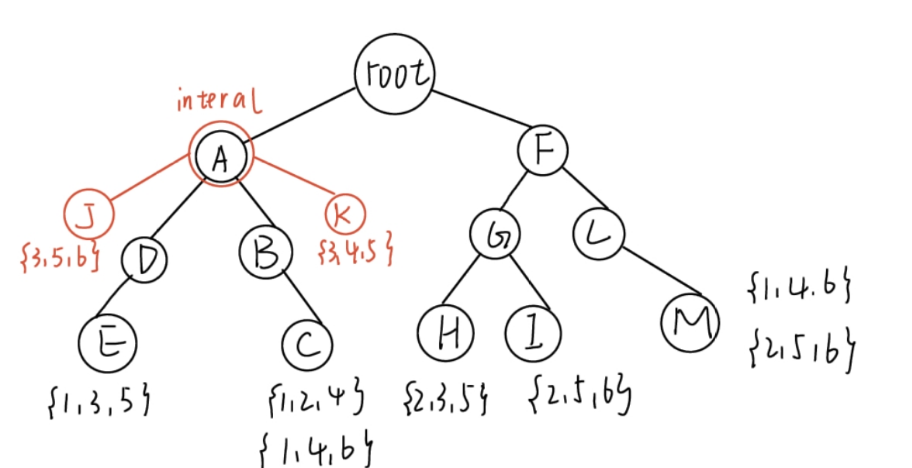 root
interal
A
F
J
K
{3,5,6}
D
B
{3,4,5}
G
L
E
C
H
I
M
{1,4.6}
{2,5,6}
{1,3,5}
{1,2,4}
{2,3,5}
{2,5,6}
{1,4,6}